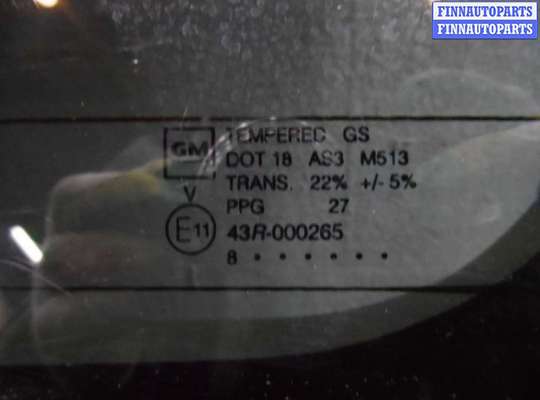 FINNAUTOPARTS
FINNAUTOPARTS
GM TEMPERED GS
DOT 18 AS3 M513
TRANS. 22% +/- 5%
V
PPG 27
E11 43R-000265
8 • • • • • •